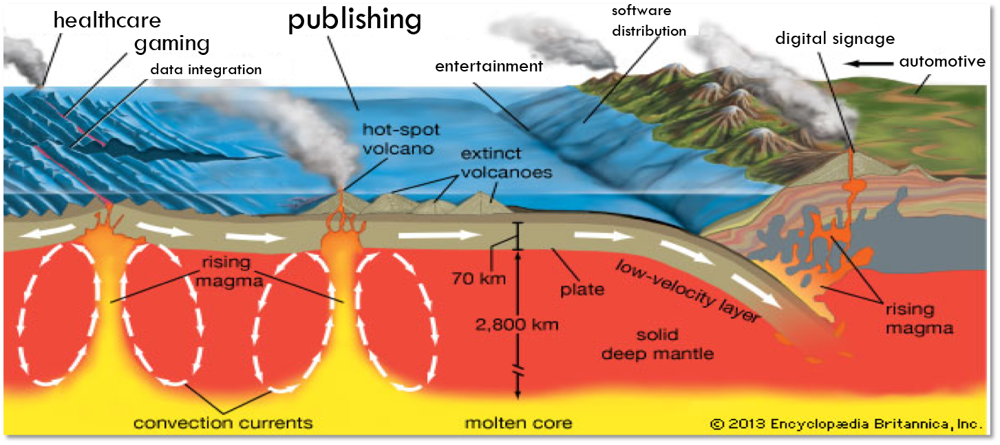 healthcare
gaming
data integration
publishing
entertainment
software
distribution
digital signage
automotive
hot-spot
volcano
extinct
volcanoes
rising
magma
70 km
plate
low-velocity layer
2,800 km
solid
deep mantle
rising
magma
convection currents
molten core
© 2013 Encyclopædia Britannica, Inc.